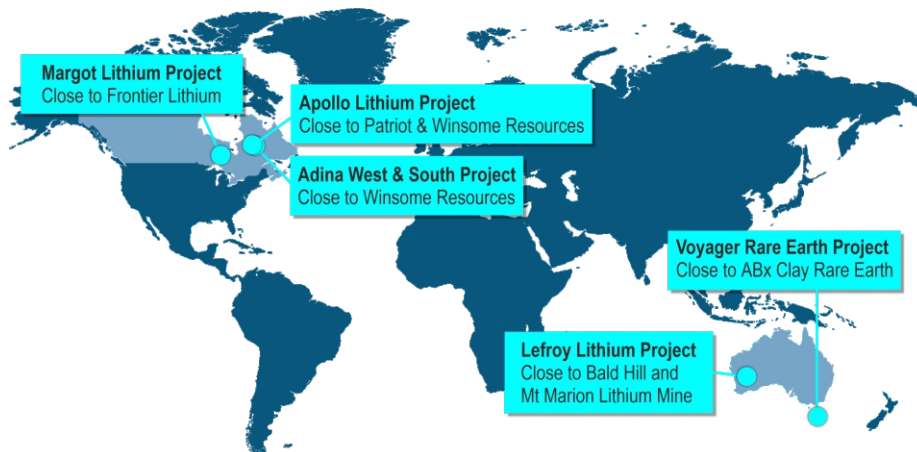 Margot Lithium Project
Close to Frontier Lithium
Apollo Lithium Project
Close to Patriot & Winsome Resources
Adina West & South Project
Close to Winsome Resources
Voyager Rare Earth Project
Close to ABx Clay Rare Earth
Lefroy Lithium Project
Close to Bald Hill and
Mt Marion Lithium Mine